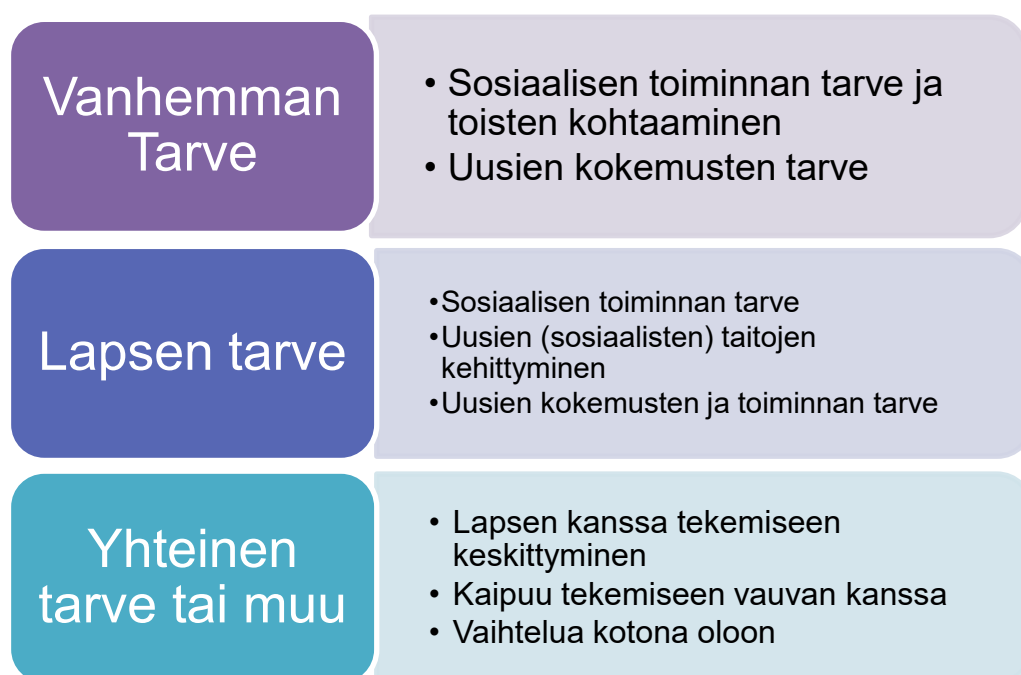 Vanhemman
Tarve
• Sosiaalisen toiminnan tarve ja
toisten kohtaaminen
• Uusien kokemusten tarve
Lapsen tarve
•Sosiaalisen toiminnan tarve
•Uusien (sosiaalisten) taitojen
kehittyminen
•Uusien kokemusten ja toiminnan tarve
Yhteinen
tarve tai muu
• Lapsen kanssa tekemiseen
keskittyminen
• Kaipuu tekemiseen vauvan kanssa
• Vaihtelua kotona oloon